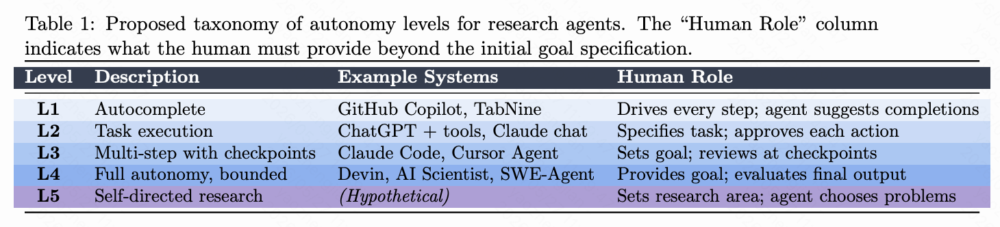 Table 1: Proposed taxonomy of autonomy levels for research agents. The “Human Role” column
indicates what the human must provide beyond the initial goal specification.
Level Description Example Systems Human Role
L1 Autocomplete GitHub Copilot, TabNine Drives every step; agent suggests completions
L2 Task execution ChatGPT + tools, Claude chat Specifies task; approves each action
L3 Multi-step with checkpoints Claude Code, Cursor Agent Sets goal; reviews at checkpoints
L4 Full autonomy, bounded Devin, AI Scientist, SWE-Agent Provides goal; evaluates final output
L5 Self-directed research (Hypothetical) Sets research area; agent chooses problems